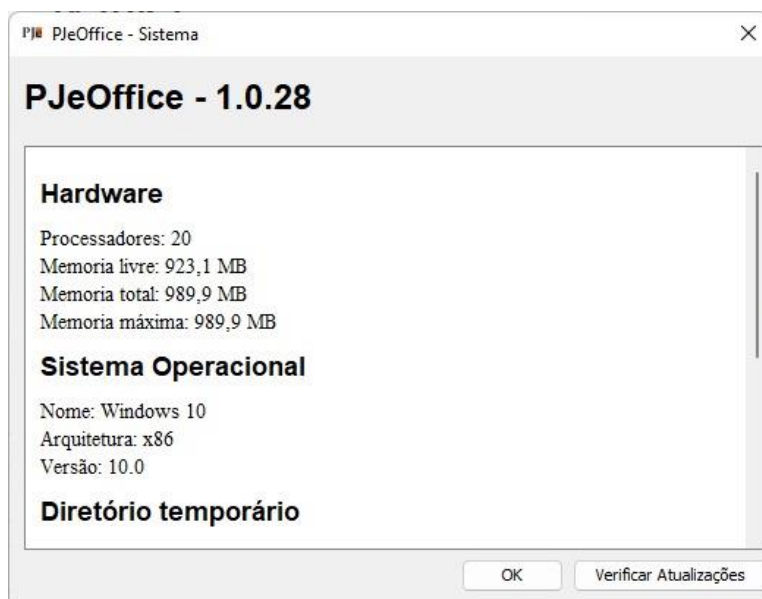 PJe PJeOffice - Sistema
PJeOffice - 1.0.28
Hardware
Processadores: 20
Memoria livre: 923,1 MB
Memoria total: 989,9 MB
Memoria máxima: 989,9 MB
Sistema Operacional
Nome: Windows 10
Arquitetura: x86
Versão: 10.0
Diretório temporário
OK
Verificar Atualizações